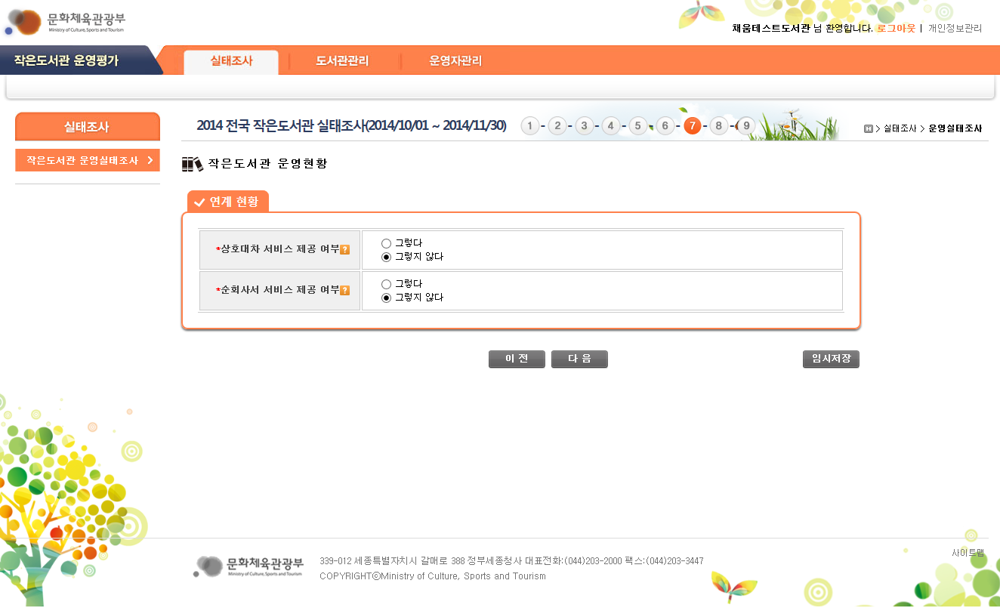 문화체육관광부
Ministry of Culture, Sports and Tourism
채움테스트도서관 님 환영합니다. 로그아웃 | 개인정보관리
작은도서관 운영평가
실태조사
도서관관리
운영자관리
실태조사
작은도서관 운영실태조사
2014 전국 작은도서관 실태조사(2014/10/01 ~ 2014/11/30)
1 - 2 - 3 - 4 - 5 - 6 - 7 - 8 - 9
H > 실태조사 > 운영실태조사
작은도서관 운영현황
연계 현황
*상호대차 서비스 제공 여부?
그렇다
그렇지 않다
*순회사서 서비스 제공 여부?
그렇다
그렇지 않다
이 전
다 음
임시저장
문화체육관광부
Ministry of Culture, Sports and Tourism
339-012 세종특별자치시 갈매로 388 정부세종청사 대표전화:(044)203-2000 팩스:(044)203-3447
COPYRIGHTⓒMinistry of Culture, Sports and Tourism
사이트맵